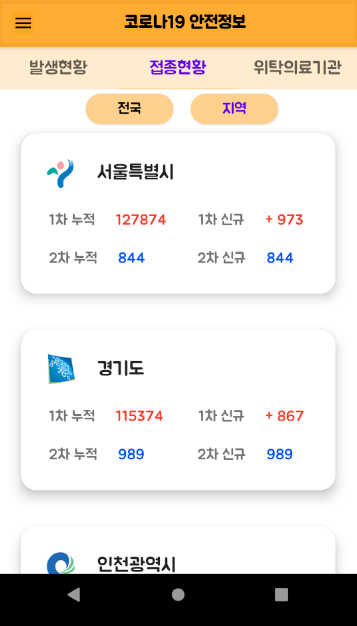 코로나19 안전정보
발생현황 접종현황 위탁의료기관
전국 지역
서울특별시
1차 누적 127874 1차 신규 + 973
2차 누적 844 2차 신규 844
경기도
1차 누적 115374 1차 신규 + 867
2차 누적 989 2차 신규 989
인천광역시